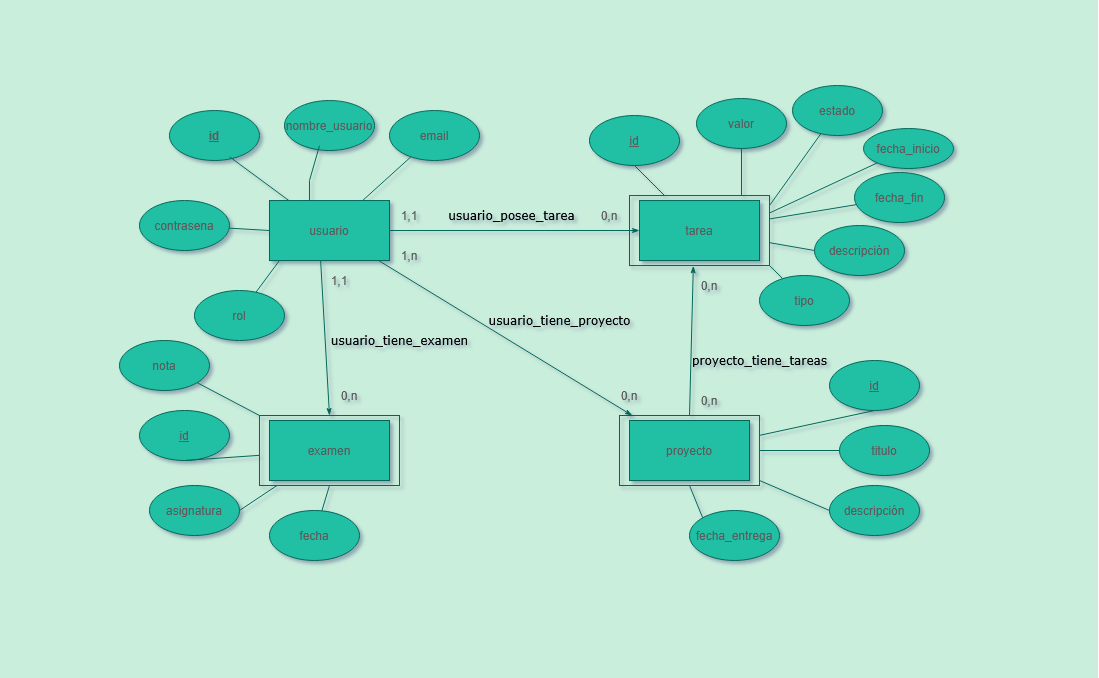 id
nombre_usuario
email
contrasena
usuario
rol
1,1
usuario_posee_tarea
0,n
1,n
1,1
id
valor
estado
fecha_inicio
fecha_fin
descripción
tipo
tarea
0,n
usuario_tiene_proyecto
usuario_tiene_examen
proyecto_tiene_tareas
0,n
0,n
0,n
nota
id
asignatura
fecha
examen
proyecto
id
titulo
descripción
fecha_entrega